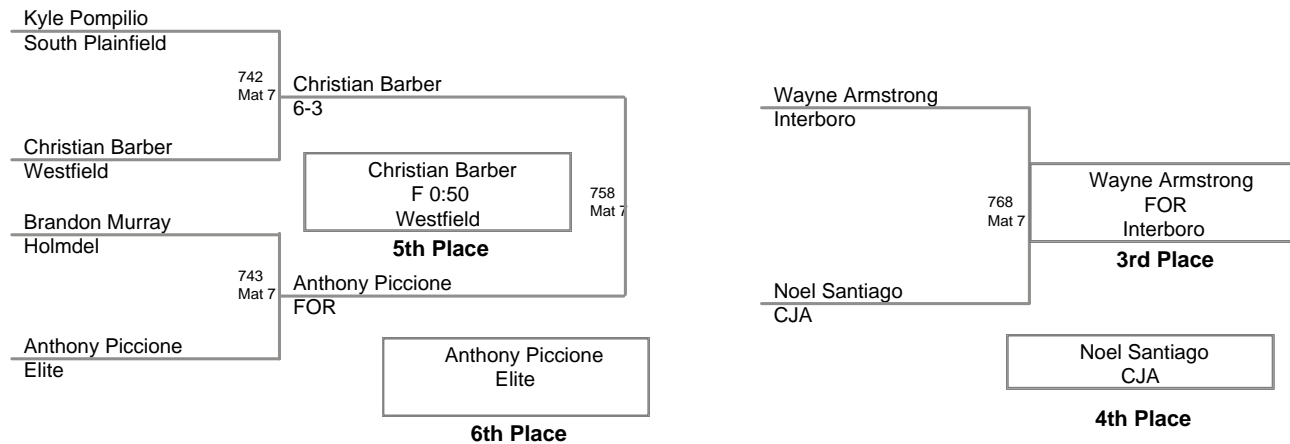 Kyle Pompilio
South Plainfield
742
Mat 7
Christian Barber
6-3
Christian Barber
Westfield
Christian Barber
F 0:50
Westfield
5th Place
758
Mat 7
Brandon Murray
Holmdel
743
Mat 7
Anthony Piccione
FOR
Anthony Piccione
Elite
Anthony Piccione
Elite
6th Place
Wayne Armstrong
Interboro
768
Mat 7
Wayne Armstrong
FOR
Interboro
3rd Place
Noel Santiago
CJA
Noel Santiago
CJA
4th Place